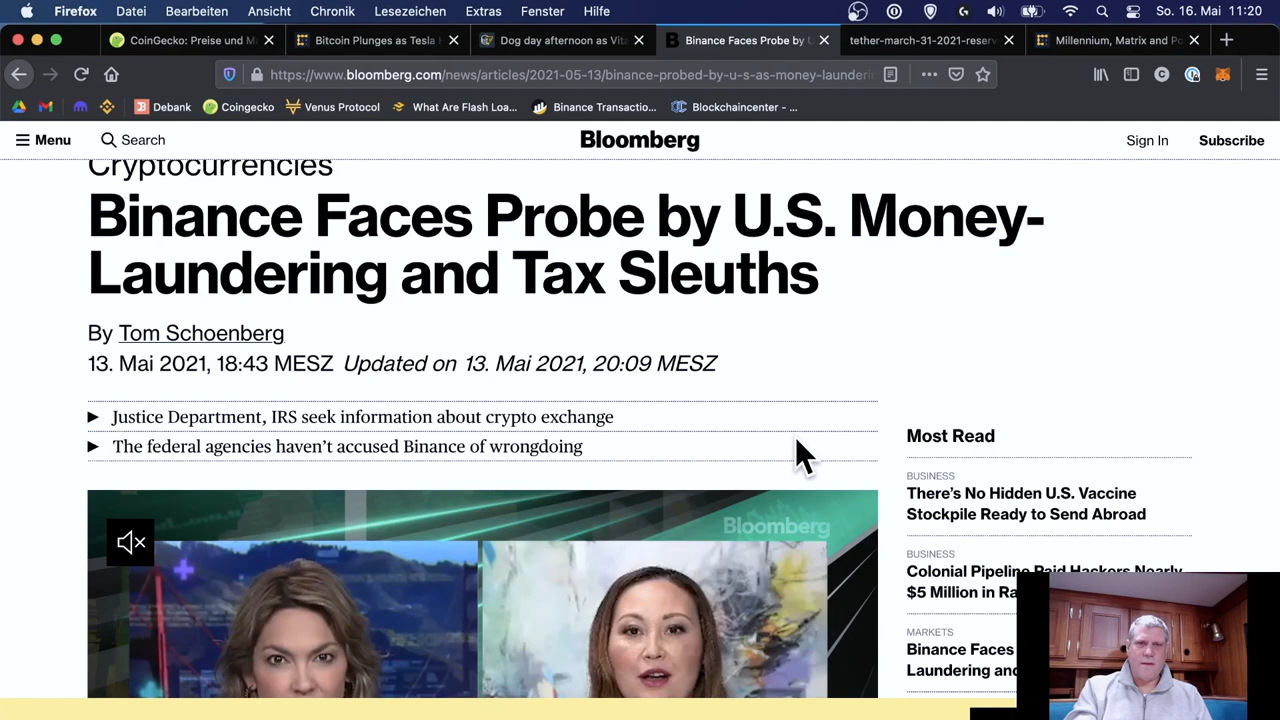 Firefox Datei Bearbeiten Ansicht Chronik Lesezeichen Extras Fenster Hilfe So. 16. Mai 11:20
CoinGecko: Preise und M Bitcoin Plunges as Tesla H Dog day afternoon as Vita Binance Faces Probe by U tether-march-31-2021-reserv Millennium, Matrix and Po
https://www.bloomberg.com/news/articles/2021-05-13/binance-probed-by-u-s-as-money-launderi
Debank Coingecko Venus Protocol What Are Flash Loa... Binance Transactio... Blockchaincenter - ...
Menu Search Bloomberg Sign In Subscribe
Cryptocurrencies
Binance Faces Probe by U.S. Money-
Laundering and Tax Sleuths
By Tom Schoenberg
13. Mai 2021, 18:43 MESZ Updated on 13. Mai 2021, 20:09 MESZ
Justice Department, IRS seek information about crypto exchange
The federal agencies haven't accused Binance of wrongdoing
Bloomberg
Most Read
BUSINESS
There's No Hidden U.S. Vaccine
Stockpile Ready to Send Abroad
BUSINESS
Colonial Pipeline Paid Hackers Nearly
$5 Million in Ra
MARKETS
Binance Faces
Laundering and